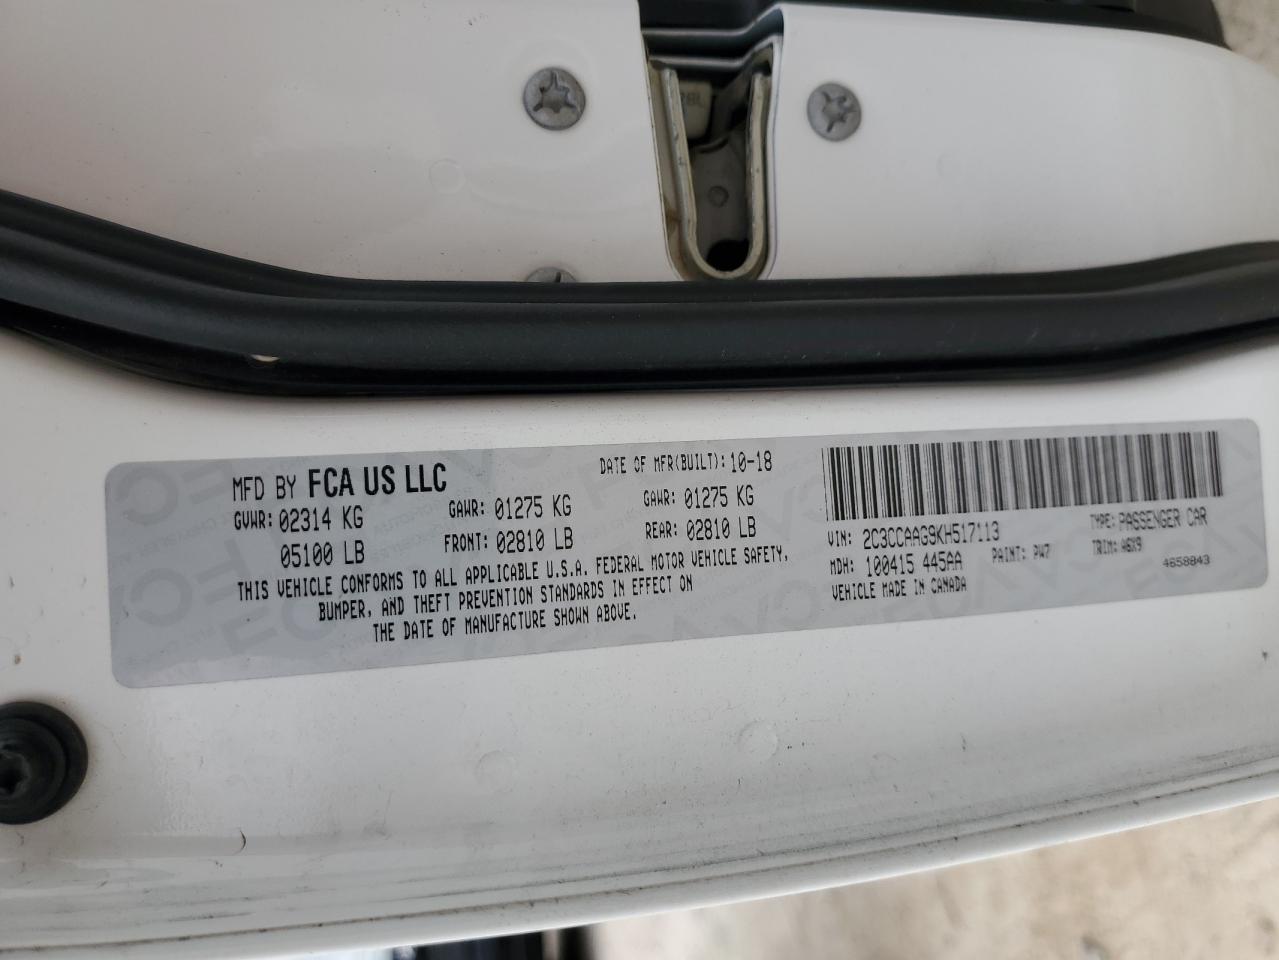 MFD BY FCA US LLC DATE OF MFR(BUILT): 10-18
GVWR: 02314 KG GAWR: 01275 KG GAWR: 01275 KG
05100 LB FRONT: 02810 LB REAR: 02810 LB
THIS VEHICLE CONFORMS TO ALL APPLICABLE U.S.A. FEDERAL MOTOR VEHICLE SAFETY,
BUMPER, AND THEFT PREVENTION STANDARDS IN EFFECT ON
THE DATE OF MANUFACTURE SHOWN ABOVE.
VIN: 2C3CCAAG9KH517113 TYPE: PASSENGER CAR
MDH: 100415 445AA PAINT: PW7 TRIM: A6X9
VEHICLE MADE IN CANADA 4658843